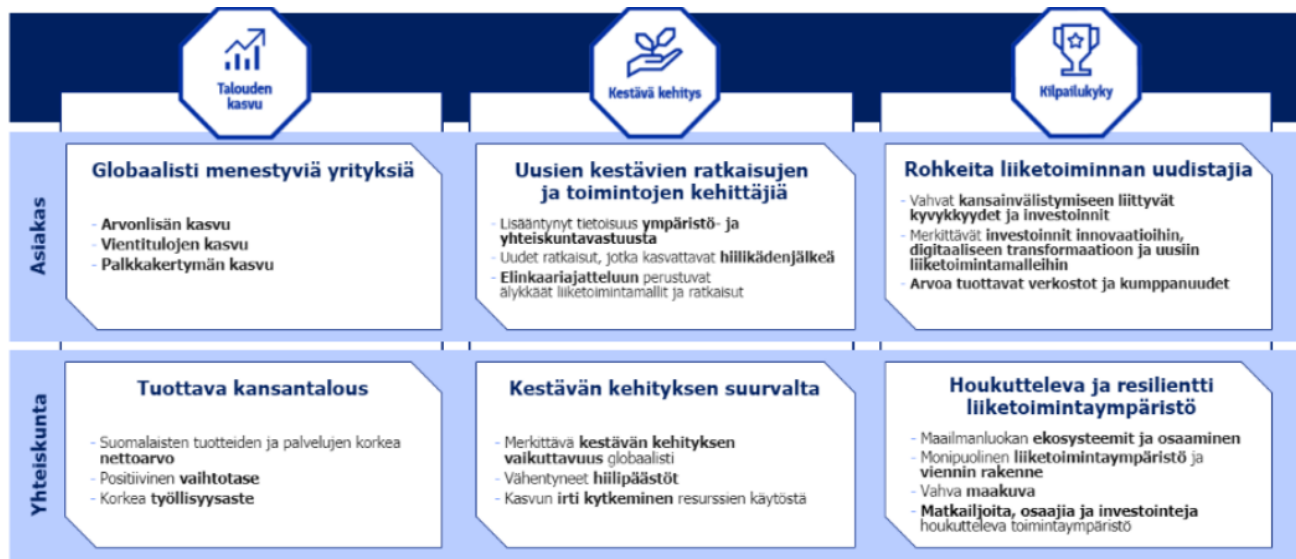 Talouden
kasvu
Kestävä kehitys
Kilpailukyky
Asiakas
Globaalisti menestyviä yrityksiä
- Arvonlisän kasvu
- Vientitulojen kasvu
- Palkkakertymän kasvu
Uusien kestävien ratkaisujen
ja toimintojen kehittäjiä
- Lisääntynyt tietoisuus ympäristö- ja
yhteiskuntavastuusta
- Uudet ratkaisut, jotka kasvattavat hiilikädenjälkeä
- Elinkaariajatteluun perustuvat
älykkäät liiketoimintamallit ja ratkaisut
Rohkeita liiketoiminnan uudistajia
- Vahvat kansainvälistymiseen liittyvät
kyvykkyydet ja investoinnit
- Merkittävät investoinnit innovaatioihin,
digitaaliseen transformaatioon ja uusiin
liiketoimintamalleihin
- Arvoa tuottavat verkostot ja kumppanuudet
Yhteiskunta
Tuottava kansantalous
- Suomalaisten tuotteiden ja palvelujen korkea
nettoarvo
- Positiivinen vaihtotase
- Korkea työllisyysaste
Kestävän kehityksen suurvalta
- Merkittävä kestävän kehityksen
vaikuttavuus globaalisti
- Vähentyneet hiilipäästöt
- Kasvun irti kytkeminen resurssien käytöstä
Houkutteleva ja resilientti
liiketoimintaympäristö
- Maailmanluokan ekosysteemit ja osaaminen
- Monipuolinen liiketoimintaympäristö ja
viennin rakenne
- Vahva maakuva
- Matkailjoita, osaajia ja investointeja
houkutteleva toimintaympäristö